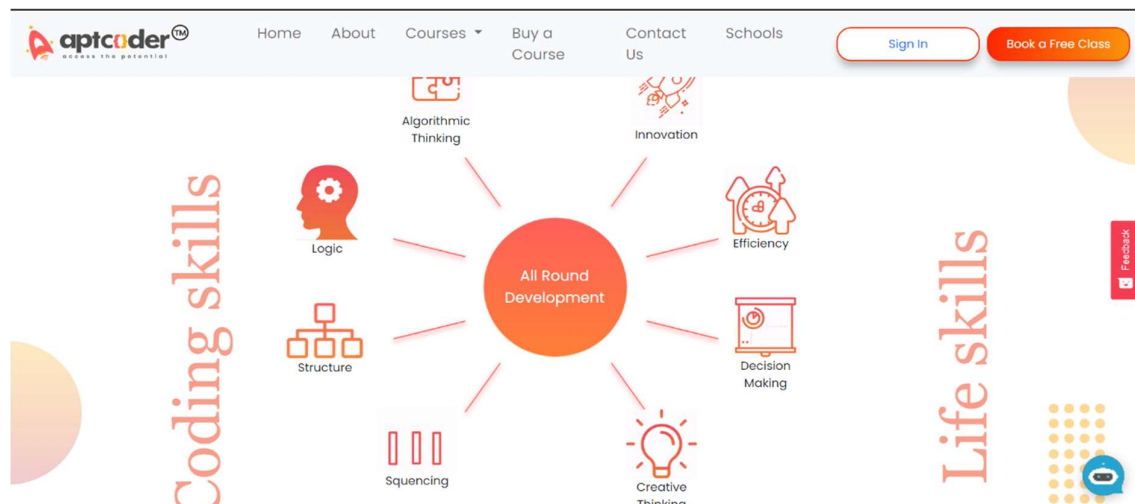 aptcoder™
access the potential
Home
About
Courses
Buy a
Course
Contact
Us
Schools
Sign In
Book a Free Class
Algorithmic
Thinking
Innovation
Coding skills
Logic
Efficiency
All Round
Development
Life skills
Feedback
Structure
Decision
Making
Squencing
Creative
Thinking